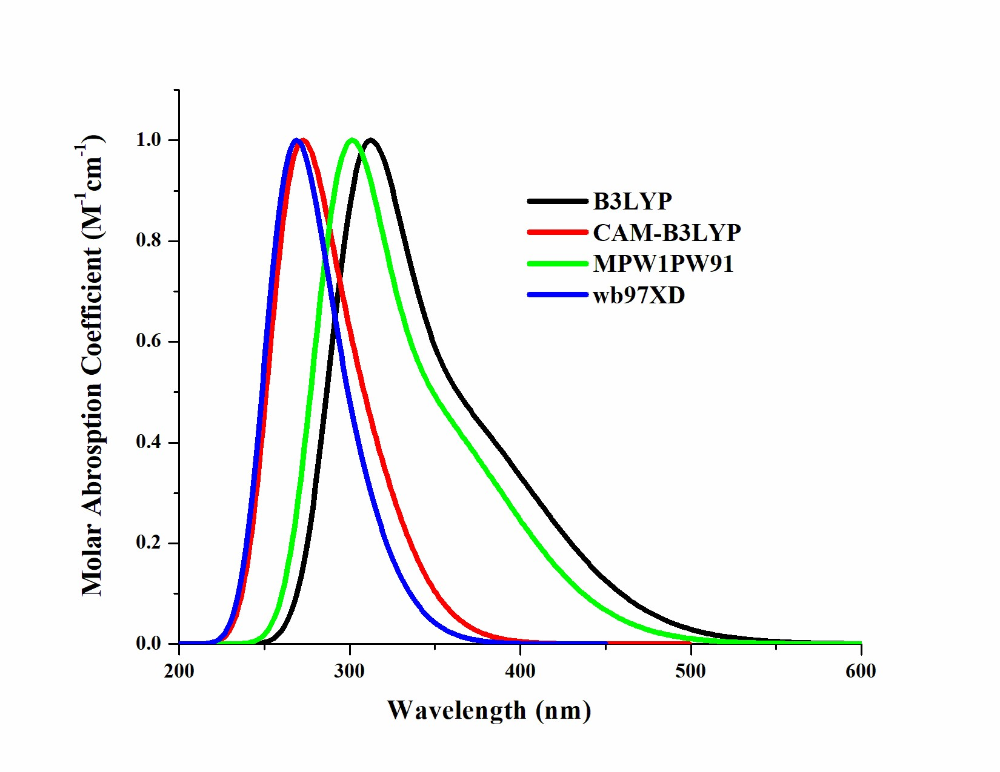 Molar Abrosption Coefficient (M-1cm-1)
1.0
0.8
0.6
0.4
0.2
0.0
200 300 400 500 600
Wavelength (nm)
B3LYP
CAM-B3LYP
MPW1PW91
wb97XD